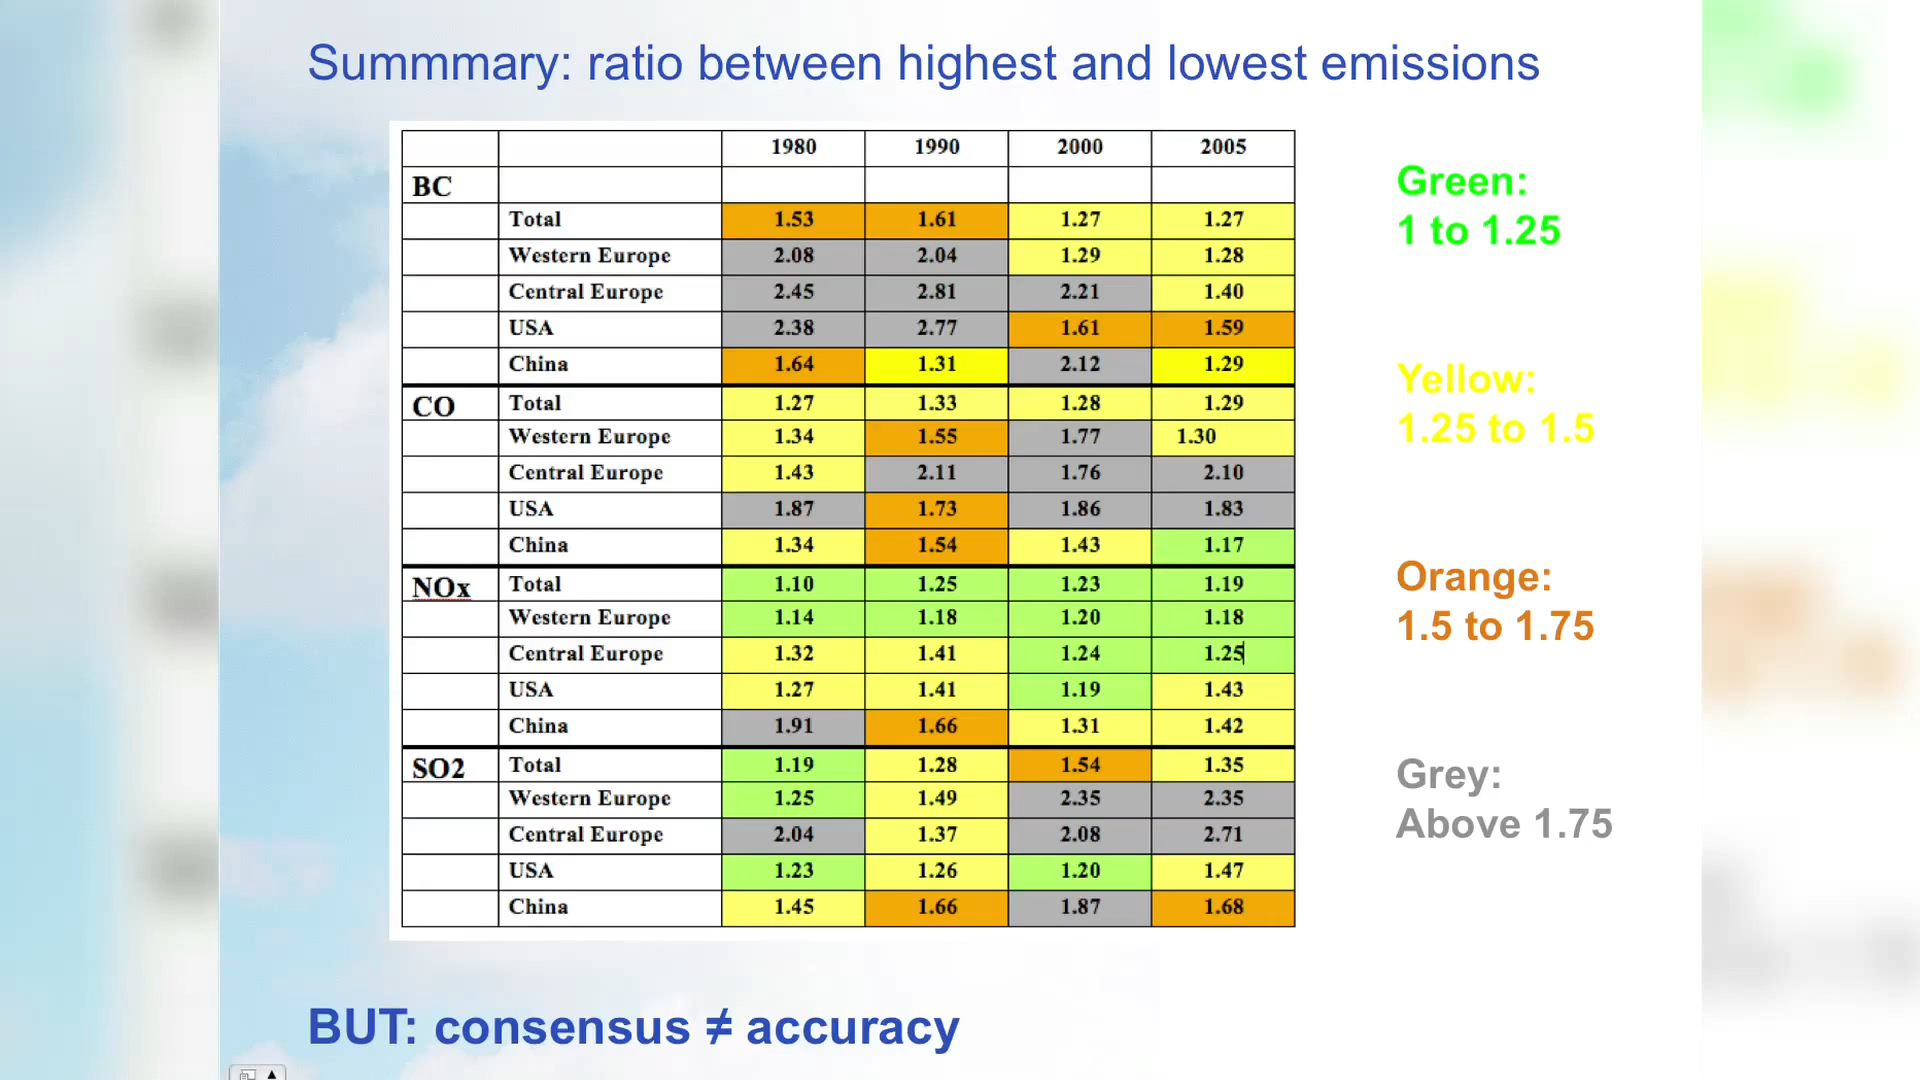 Summmary: ratio between highest and lowest emissions
1980 1990 2000 2005
BC
Total 1.53 1.61 1.27 1.27
Western Europe 2.08 2.04 1.29 1.28
Central Europe 2.45 2.81 2.21 1.40
USA 2.38 2.77 1.61 1.59
China 1.64 1.31 2.12 1.29
CO Total 1.27 1.33 1.28 1.29
Western Europe 1.34 1.55 1.77 1.30
Central Europe 1.43 2.11 1.76 2.10
USA 1.87 1.73 1.86 1.83
China 1.34 1.54 1.43 1.17
NOx Total 1.10 1.25 1.23 1.19
Western Europe 1.14 1.18 1.20 1.18
Central Europe 1.32 1.41 1.24 1.25
USA 1.27 1.41 1.19 1.43
China 1.91 1.66 1.31 1.42
SO2 Total 1.19 1.28 1.54 1.35
Western Europe 1.25 1.49 2.35 2.35
Central Europe 2.04 1.37 2.08 2.71
USA 1.23 1.26 1.20 1.47
China 1.45 1.66 1.87 1.68
Green:
1 to 1.25
Yellow:
1.25 to 1.5
Orange:
1.5 to 1.75
Grey:
Above 1.75
BUT: consensus ≠ accuracy